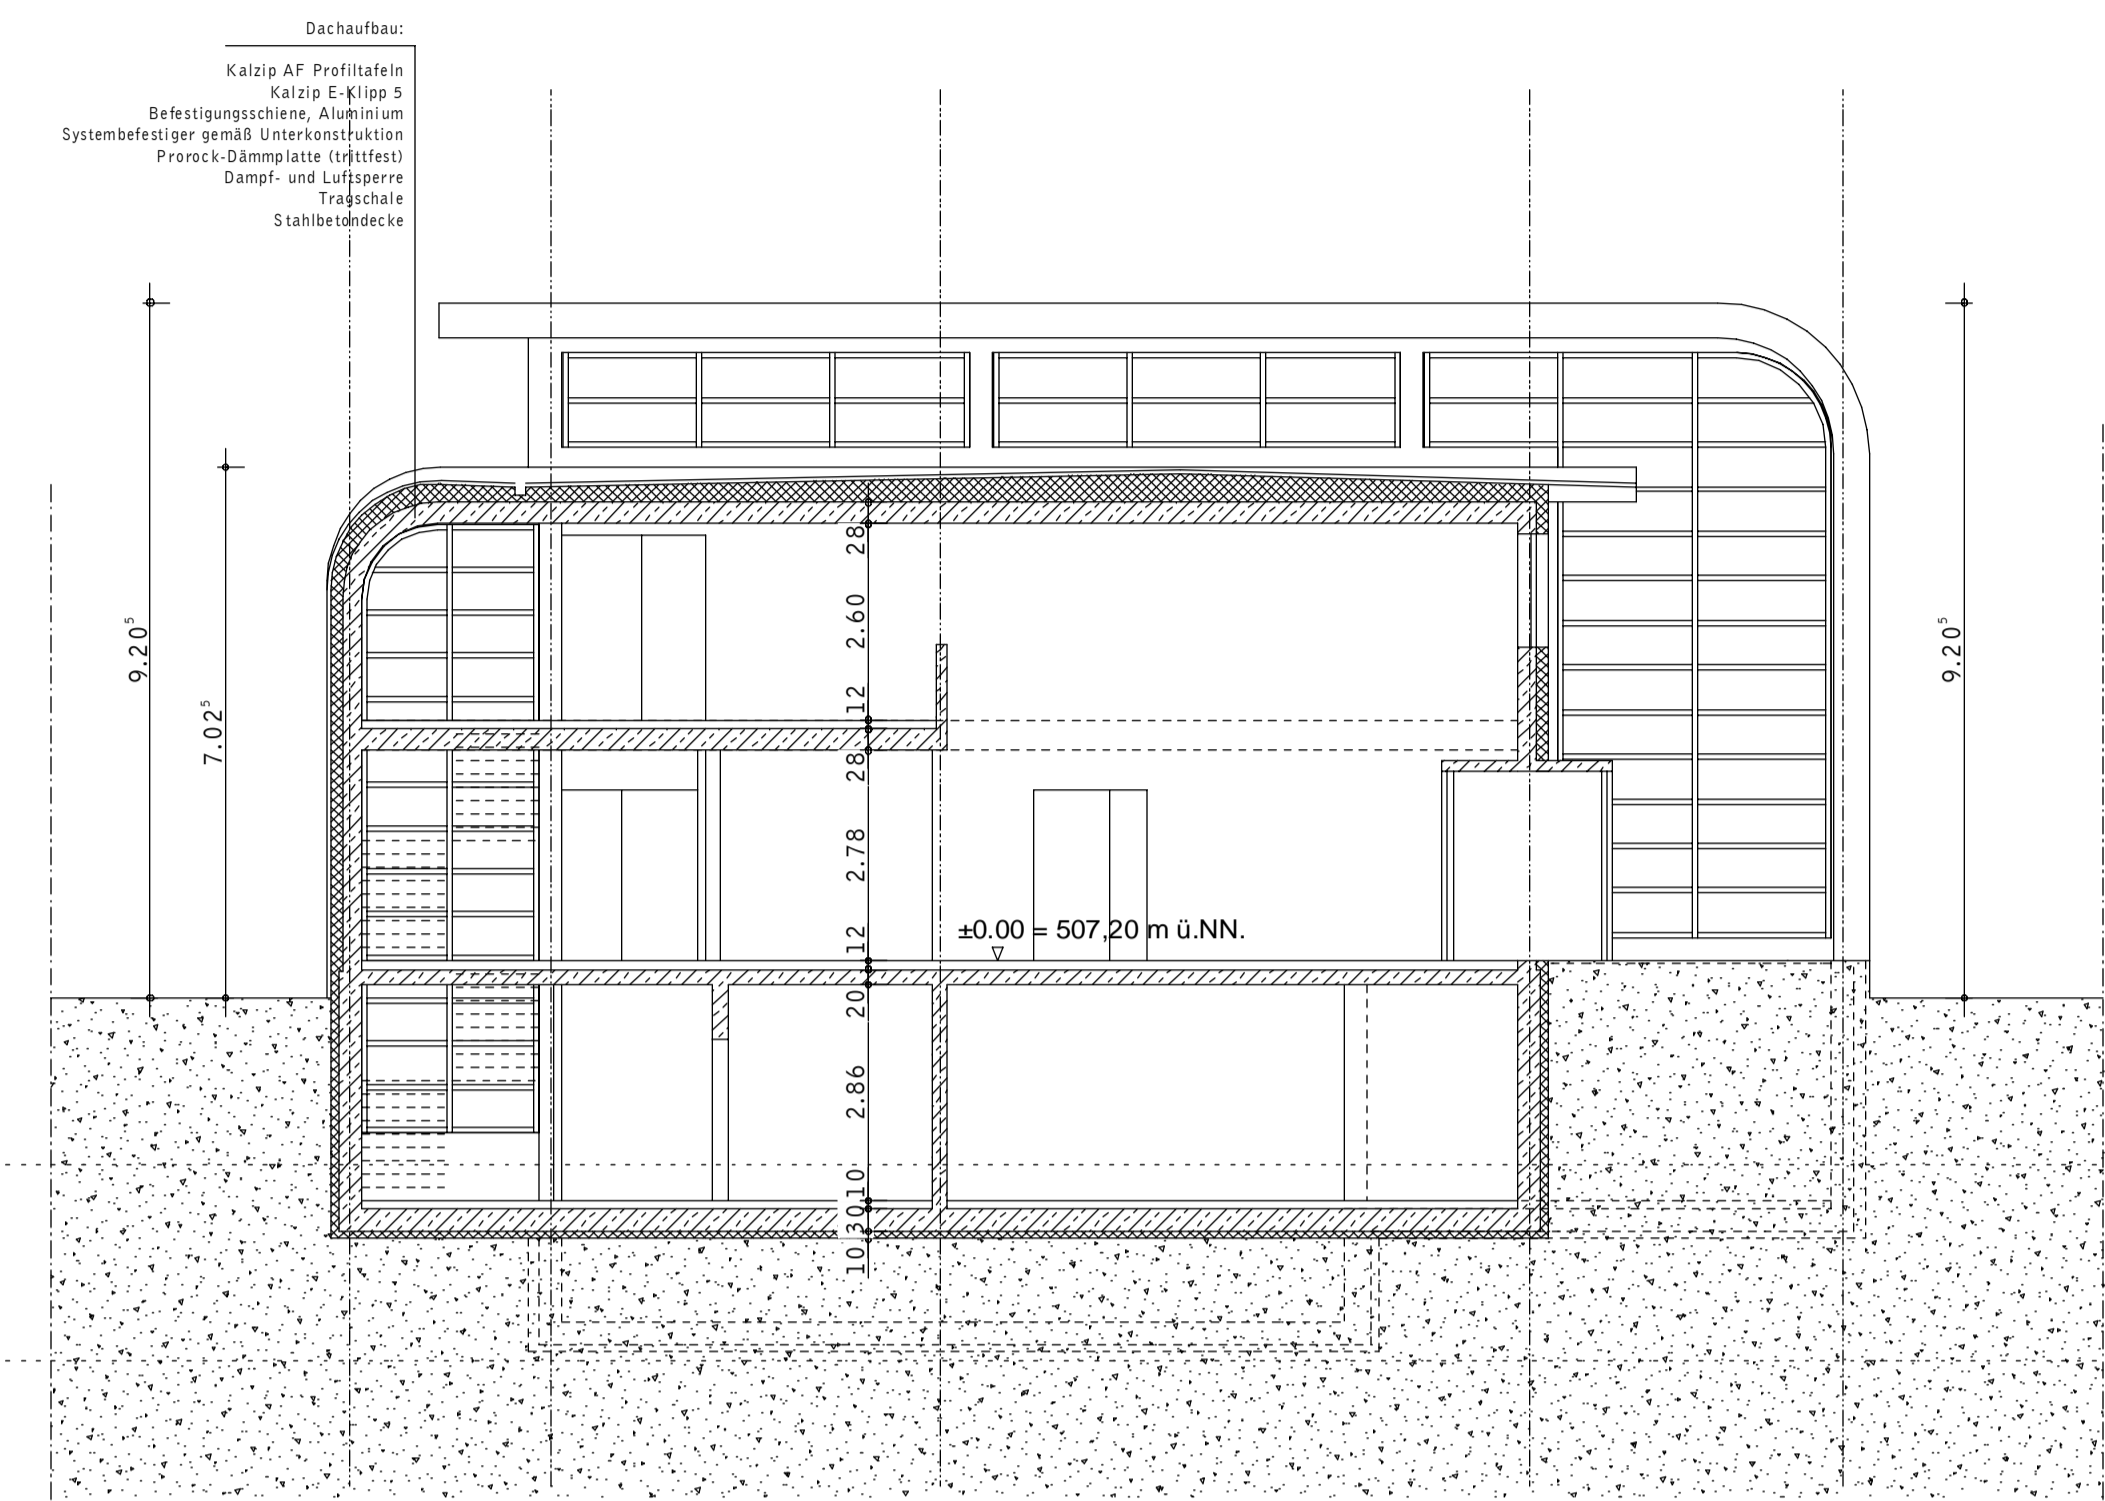 Dachaufbau:
Kalzip AF Profiltafeln
Kalzip E-Klipp 5
Befestigungsschiene, Aluminium
Systembefestiger gemäß Unterkonstruktion
Prorock-Dämmplatte (trittfest)
Dampf- und Luftsperre
Tragschale
Stahlbetondecke
9.20⁵
7.02⁵
28
2.60
12
28
2.78
12
20
2.86
10
30
10
±0.00 = 507,20 m ü.NN.
9.20⁵